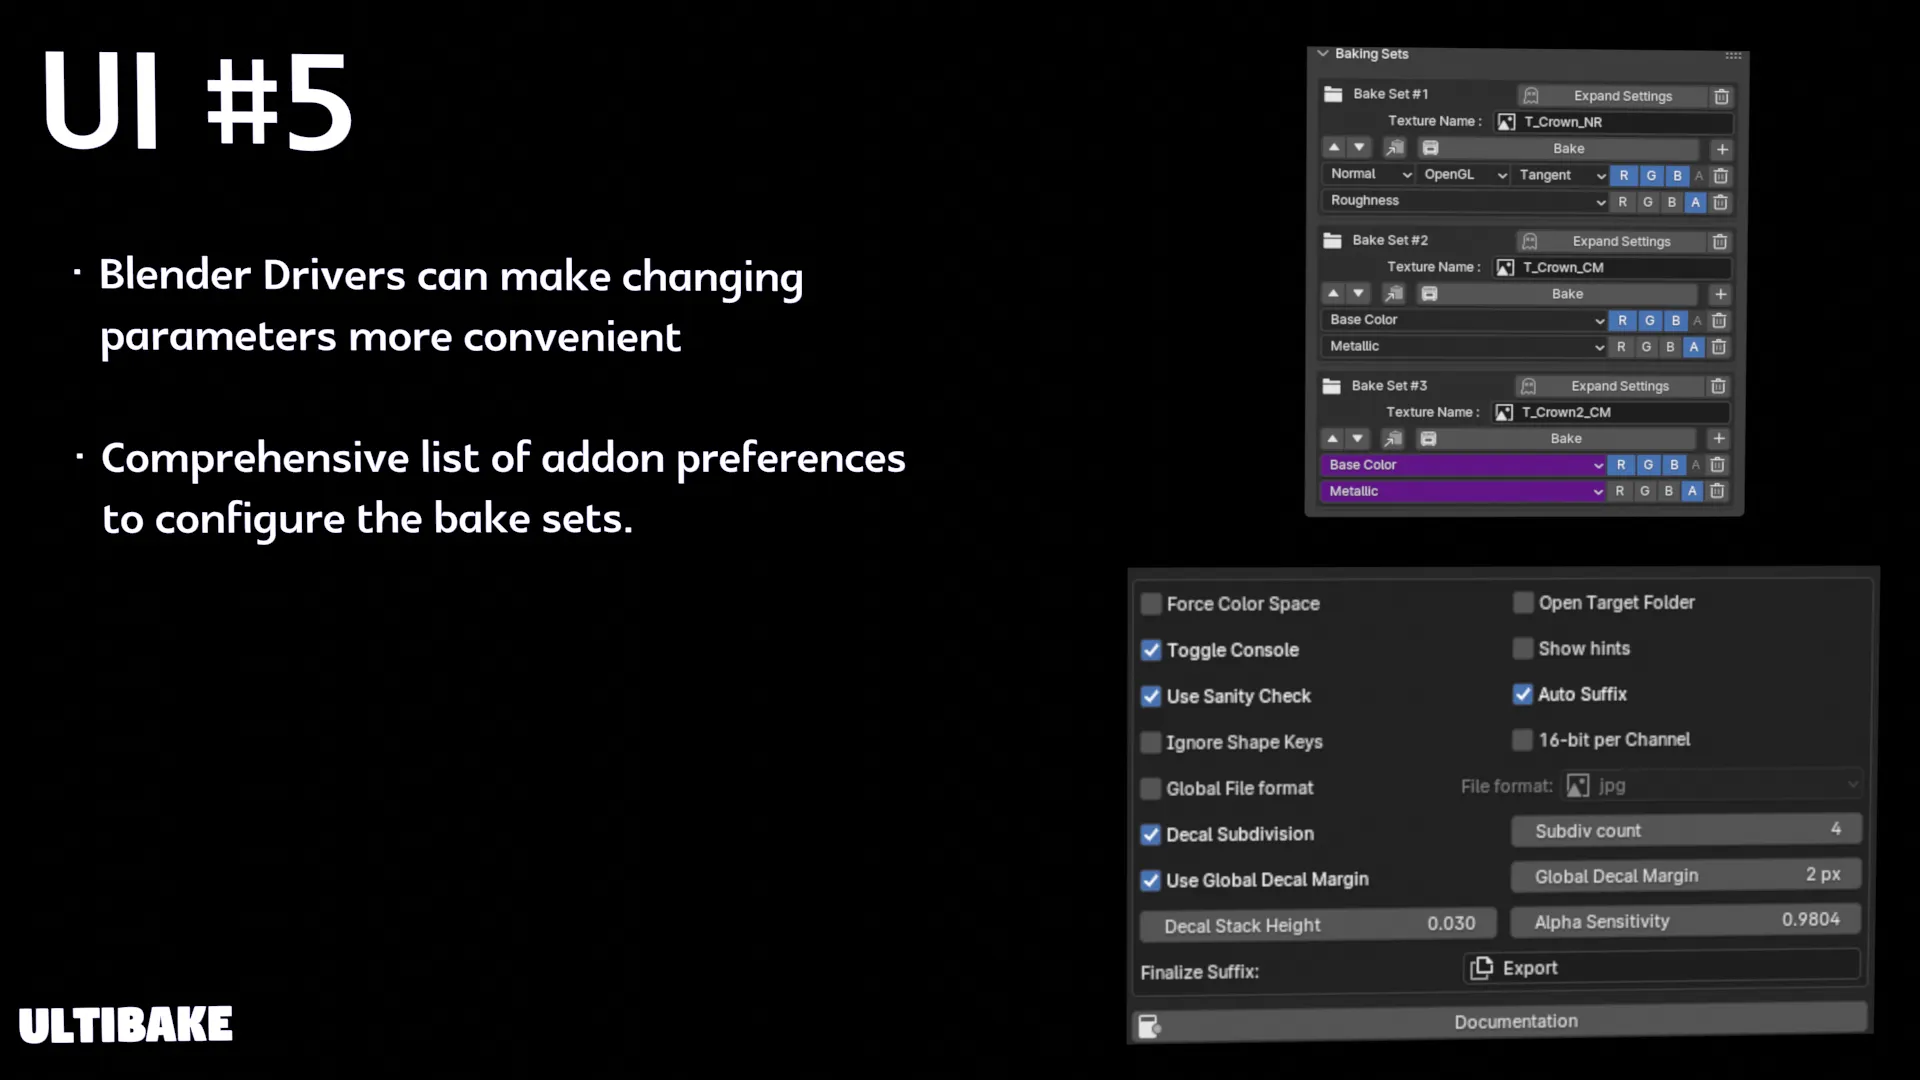 UI #5
· Blender Drivers can make changing
parameters more convenient
· Comprehensive list of addon preferences
to configure the bake sets.
ULTIBAKE
Baking Sets
Bake Set #1 Expand Settings
Texture Name : T_Crown_NR
Bake +
Normal OpenGL Tangent R G B A
Roughness R G B A
Bake Set #2 Expand Settings
Texture Name : T_Crown_CM
Bake +
Base Color R G B A
Metallic R G B A
Bake Set #3 Expand Settings
Texture Name : T_Crown2_CM
Bake +
Base Color R G B A
Metallic R G B A
Force Color Space Open Target Folder
Toggle Console Show hints
Use Sanity Check Auto Suffix
Ignore Shape Keys 16-bit per Channel
Global File format File format: jpg
Decal Subdivision Subdiv count 4
Use Global Decal Margin Global Decal Margin 2 px
Decal Stack Height 0.030 Alpha Sensitivity 0.9804
Finalize Suffix: Export
Documentation